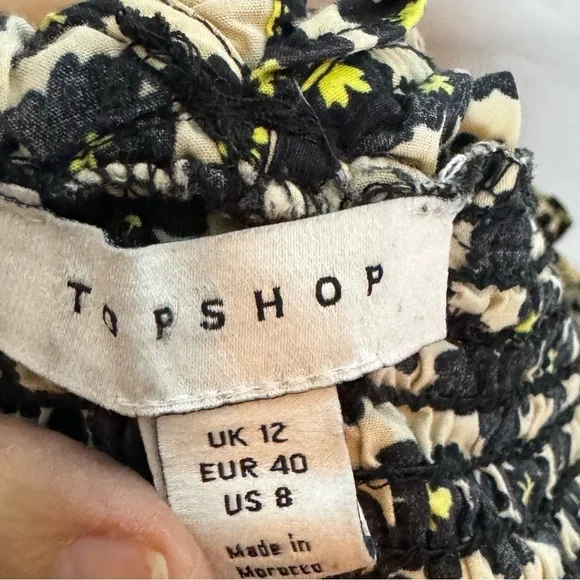 TOPSHOP
UK 12
EUR 40
US 8
Made in
Morocco